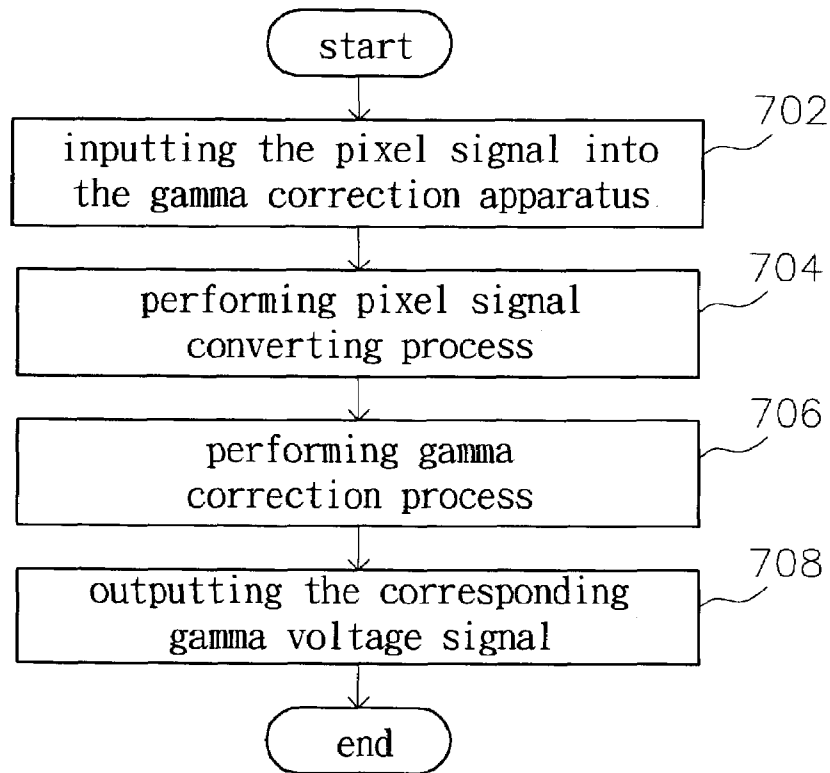 start
702
inputting the pixel signal into
the gamma correction apparatus
704
performing pixel signal
converting process
706
performing gamma
correction process
708
outputting the corresponding
gamma voltage signal
end